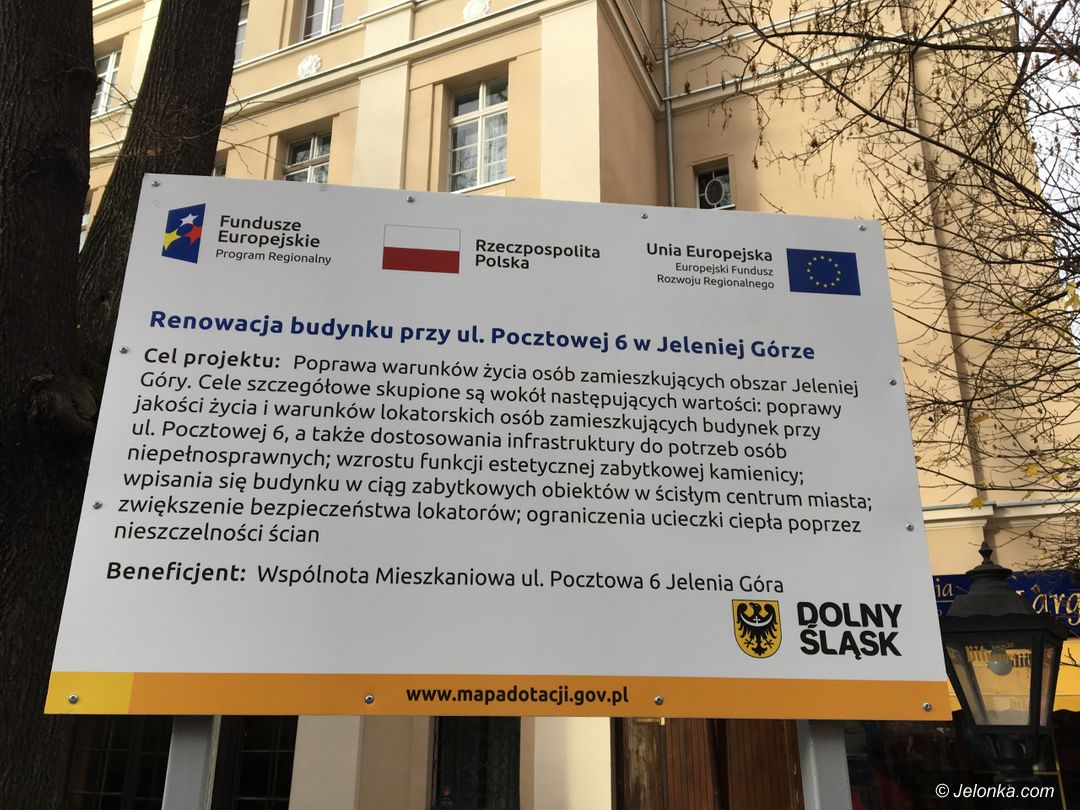 Fundusze
Europejskie
Program Regionalny
Rzeczpospolita
Polska
Unia Europejska
Europejski Fundusz
Rozwoju Regionalnego
Renowacja budynku przy ul. Pocztowej 6 w Jeleniej Górze
Cel projektu: Poprawa warunków życia osób zamieszkujących obszar Jeleniej
Góry. Cele szczegółowe skupione są wokół następujących wartości: poprawy
jakości życia i warunków lokatorskich osób zamieszkujących budynek przy
ul. Pocztowej 6, a także dostosowania infrastruktury do potrzeb osób
niepełnosprawnych; wzrostu funkcji estetycznej zabytkowej kamienicy;
wpisania się budynku w ciąg zabytkowych obiektów w ścisłym centrum miasta;
zwiększenie bezpieczeństwa lokatorów; ograniczenia ucieczki ciepła poprzez
nieszczelności ścian
Beneficjent: Wspólnota Mieszkaniowa ul. Pocztowa 6 Jelenia Góra
DOLNY
ŚLĄSK
www.mapadotacji.gov.pl
© Jelonka.com